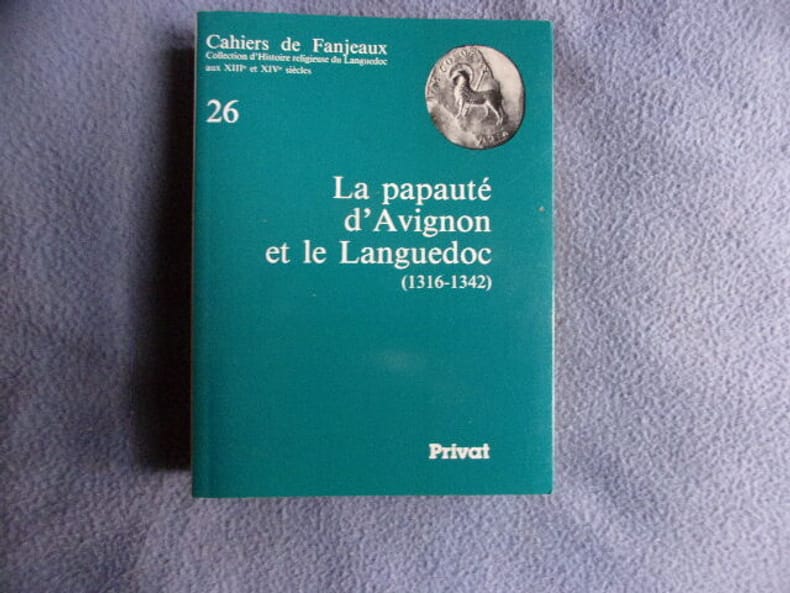 Cahiers de Fanjeaux
Collection d'Histoire religieuse du Languedoc
aux XIIIᵉ et XIVᵉ siècles
26
La papauté
d'Avignon
et le Languedoc
(1316-1342)
Privat